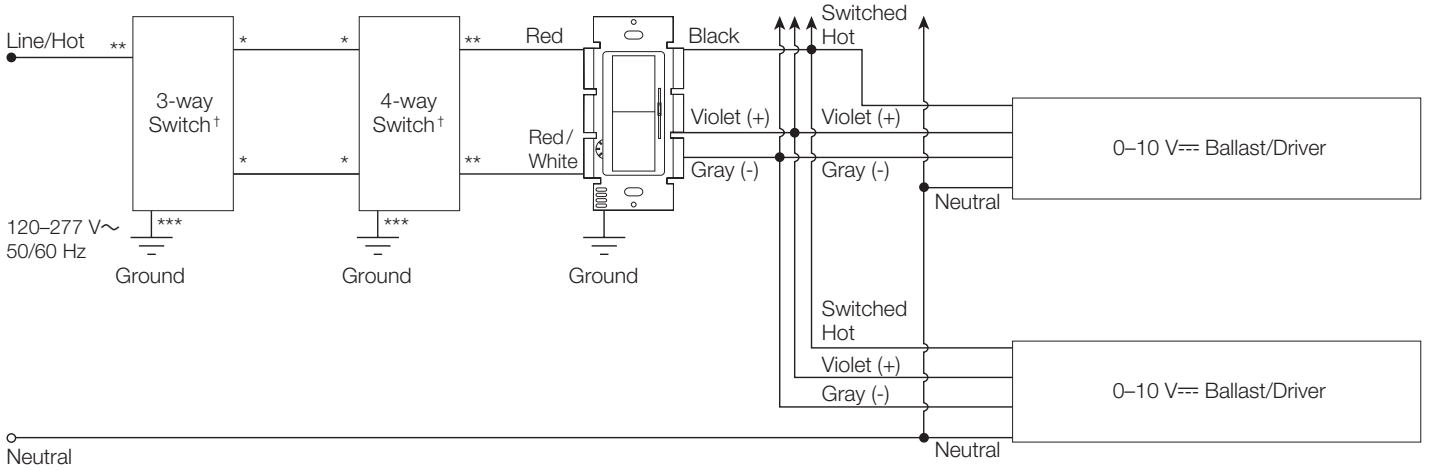 Line/Hot
**
3-way
Switch†
*
*
*
*
4-way
Switch†
**
**
Red
Red/
White
Black
Violet (+)
Gray (-)
Switched
Hot
Violet (+)
Gray (-)
Neutral
0–10 V⎓ Ballast/Driver
120–277 V~
50/60 Hz
***
Ground
***
Ground
Ground
Switched
Hot
Violet (+)
Gray (-)
Neutral
0–10 V⎓ Ballast/Driver
Neutral